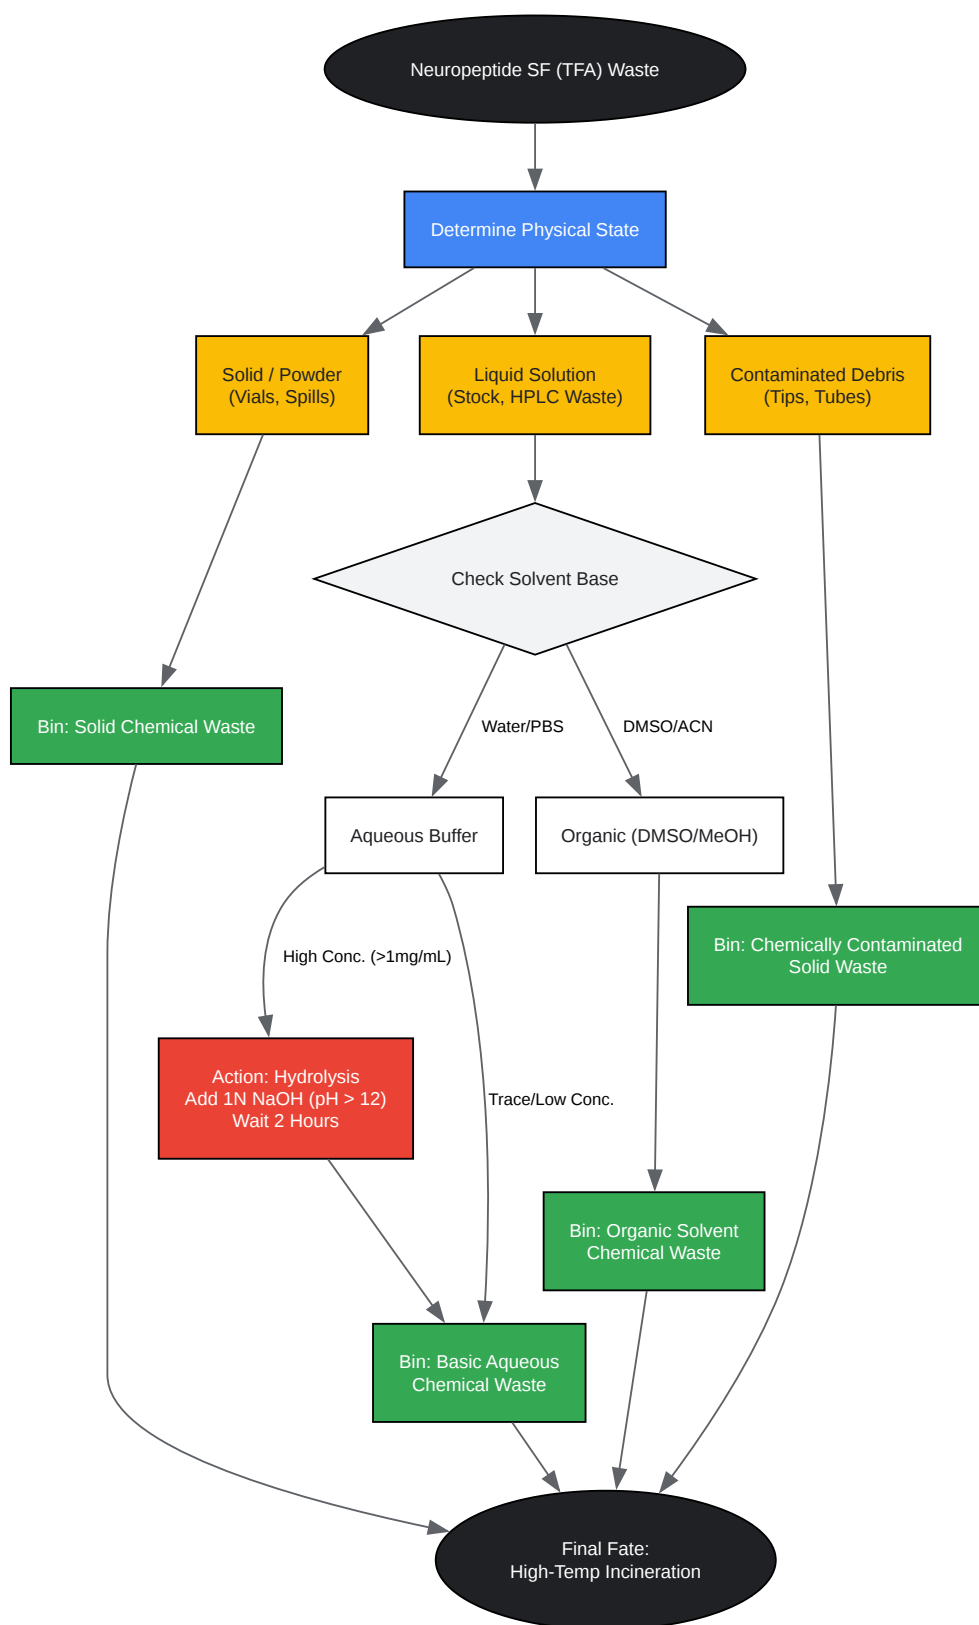 Neuropeptide SF (TFA) Waste
Determine Physical State
Solid / Powder
(Vials, Spills)
Liquid Solution
(Stock, HPLC Waste)
Contaminated Debris
(Tips, Tubes)
Check Solvent Base
Bin: Solid Chemical Waste
Water/PBS
DMSO/ACN
Aqueous Buffer
Organic (DMSO/MeOH)
High Conc. (>1mg/mL)
Bin: Chemically Contaminated
Solid Waste
Action: Hydrolysis
Add 1N NaOH (pH > 12)
Wait 2 Hours
Trace/Low Conc.
Bin: Organic Solvent
Chemical Waste
Bin: Basic Aqueous
Chemical Waste
Final Fate:
High-Temp Incineration